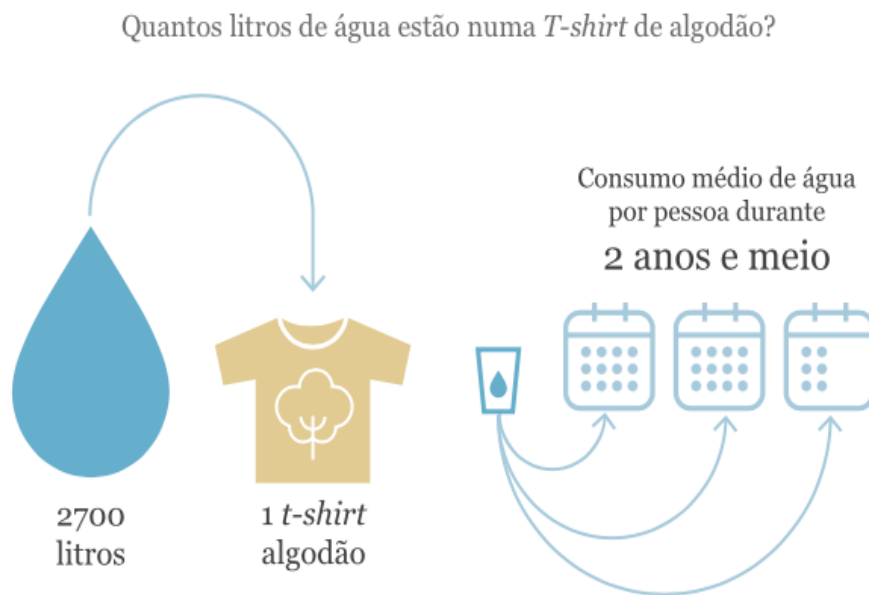 Quantos litros de água estão numa T-shirt de algodão?
Consumo médio de água
por pessoa durante
2 anos e meio
2700
litros
1 t-shirt
algodão